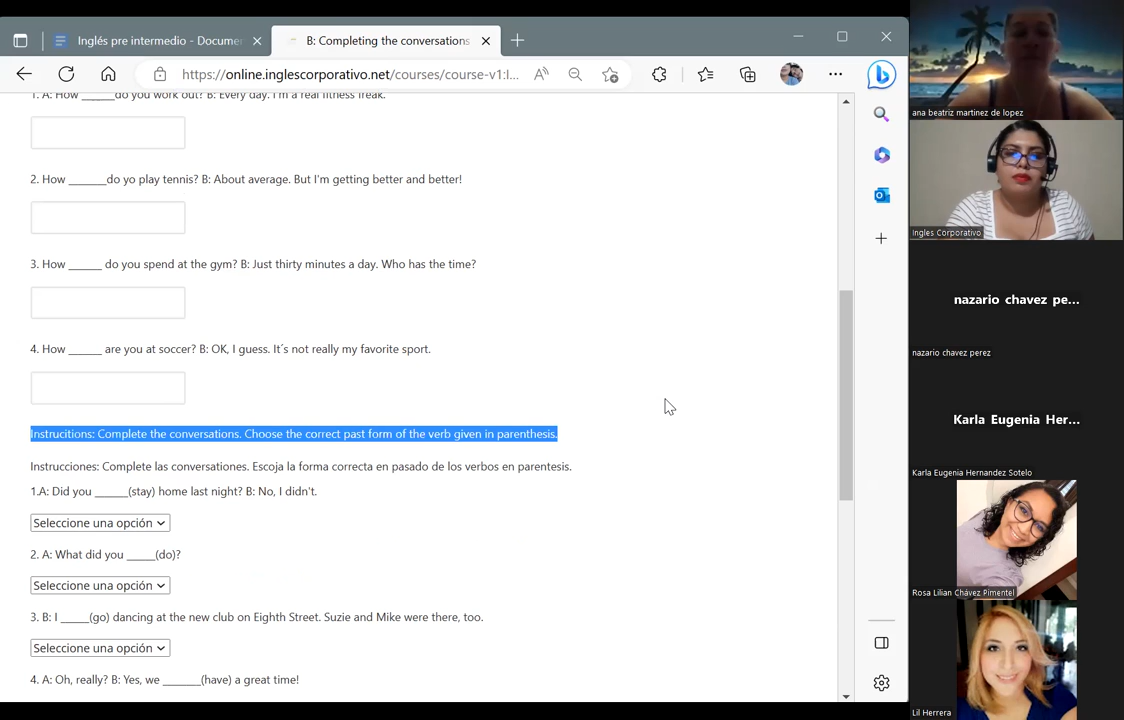 Inglés pre intermedio - Documen
B: Completing the conversations
https://online.inglescorporativo.net/courses/course-v1:I...
1. A: How ______do you work out? B: Every day. I'm a real fitness freak.
2. How _______do yo play tennis? B: About average. But I'm getting better and better!
3. How ______ do you spend at the gym? B: Just thirty minutes a day. Who has the time?
4. How ______ are you at soccer? B: OK, I guess. It´s not really my favorite sport.
Instrucitions: Complete the conversations. Choose the correct past form of the verb given in parenthesis.
Instrucciones: Complete las conversationes. Escoja la forma correcta en pasado de los verbos en parentesis.
1.A: Did you ______(stay) home last night? B: No, I didn't.
Seleccione una opción
2. A: What did you _____(do)?
Seleccione una opción
3. B: I _____(go) dancing at the new club on Eighth Street. Suzie and Mike were there, too.
Seleccione una opción
4. A: Oh, really? B: Yes, we _______(have) a great time!
ana beatriz martinez de lopez
Ingles Corporativo
nazario chavez pe...
nazario chavez perez
Karla Eugenia Her...
Karla Eugenia Hernandez Sotelo
Rosa Lilian Chávez Pimentel
Lil Herrera